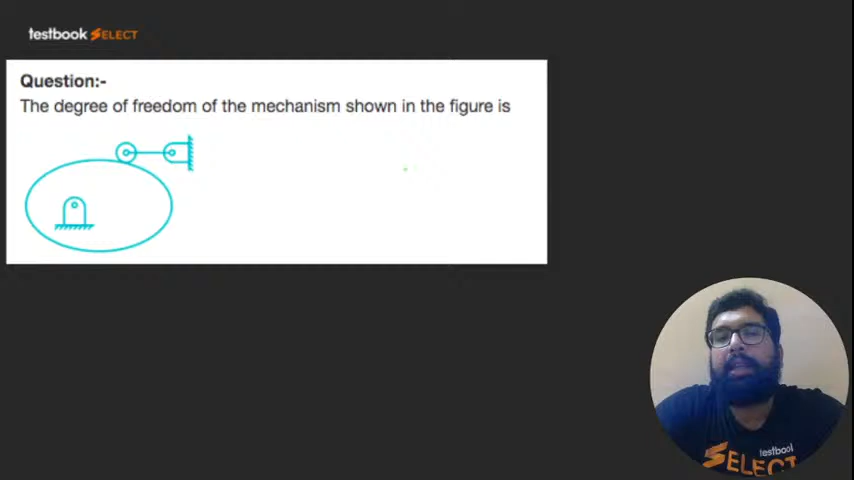 testbook SELECT
Question:-
The degree of freedom of the mechanism shown in the figure is
testbook
SELECT